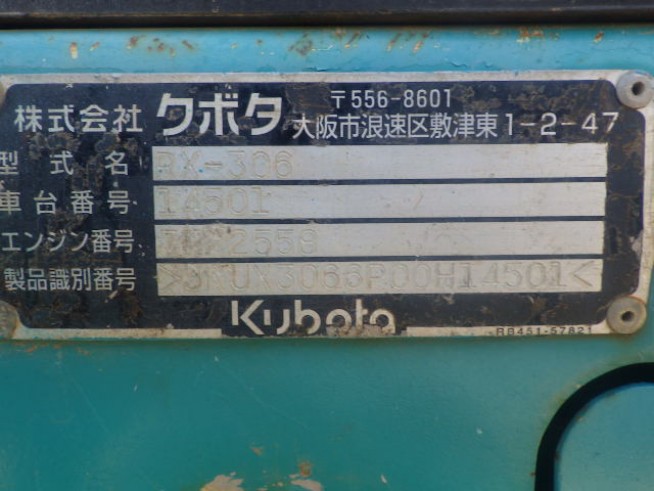 株式会社 クボタ 〒556-8601
大阪市浪速区敷津東1-2-47
型式名 RX-306
車台番号 14501
エンジン番号
製品識別番号
Kubota
RB451-57821